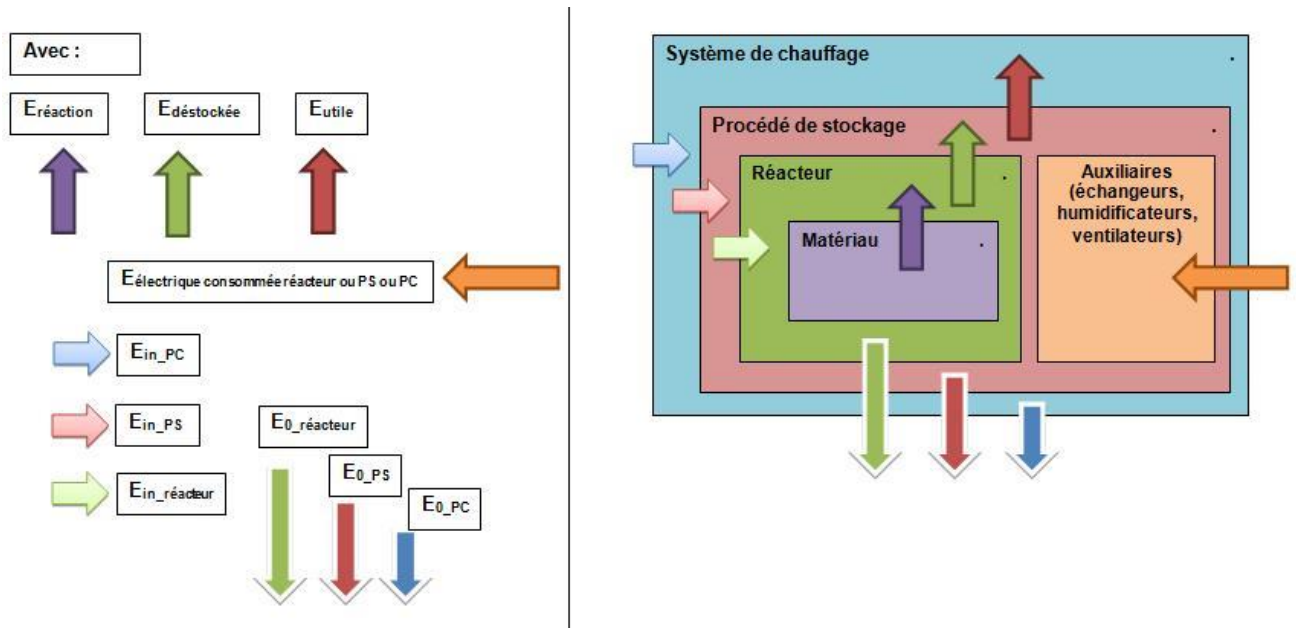 Avec :
Eréaction
Edéstockée
Eutile
Eélectrique consommée réacteur ou PS ou PC
Ein_PC
Ein_PS
Ein_réacteur
E0_réacteur
E0_PS
E0_PC
Système de chauffage .
Procédé de stockage .
Réacteur .
Matériau .
Auxiliaires
(échangeurs,
humidificateurs,
ventilateurs)